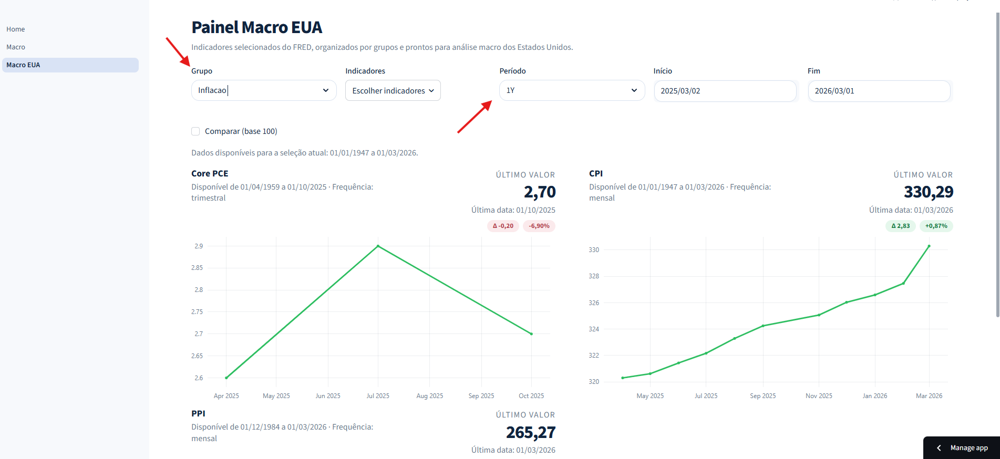 Home
Macro
Macro EUA
Painel Macro EUA
Indicadores selecionados do FRED, organizados por grupos e prontos para análise macro dos Estados Unidos.
Grupo
Indicadores
Período
Início
Fim
Inflacao
Escolher indicadores
1Y
2025/03/02
2026/03/01
Comparar (base 100)
Dados disponíveis para a seleção atual: 01/01/1947 a 01/03/2026.
Core PCE
Disponível de 01/04/1959 a 01/10/2025 · Frequência:
trimestral
ÚLTIMO VALOR
2,70
Última data: 01/10/2025
Δ -0,20
-6,90%
2.9
2.85
2.8
2.75
2.7
2.65
2.6
Apr 2025
May 2025
Jun 2025
Jul 2025
Aug 2025
Sep 2025
Oct 2025
CPI
Disponível de 01/01/1947 a 01/03/2026 · Frequência:
mensal
ÚLTIMO VALOR
330,29
Última data: 01/03/2026
Δ 2,83
+0,87%
330
328
326
324
322
320
May 2025
Jul 2025
Sep 2025
Nov 2025
Jan 2026
Mar 2026
PPI
Disponível de 01/12/1984 a 01/03/2026 · Frequência:
mensal
ÚLTIMO VALOR
265,27
Última data: 01/03/2026
Manage app